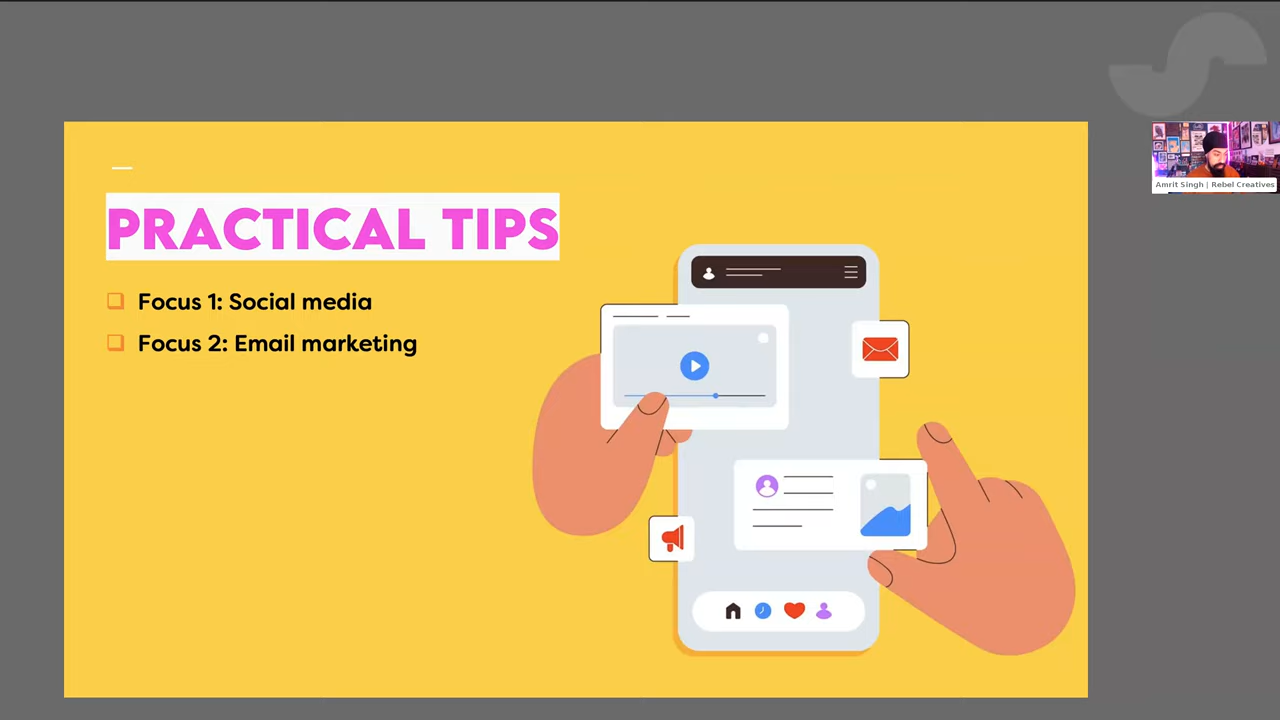 PRACTICAL TIPS
Focus 1: Social media
Focus 2: Email marketing
Amrit Singh | Rebel Creatives